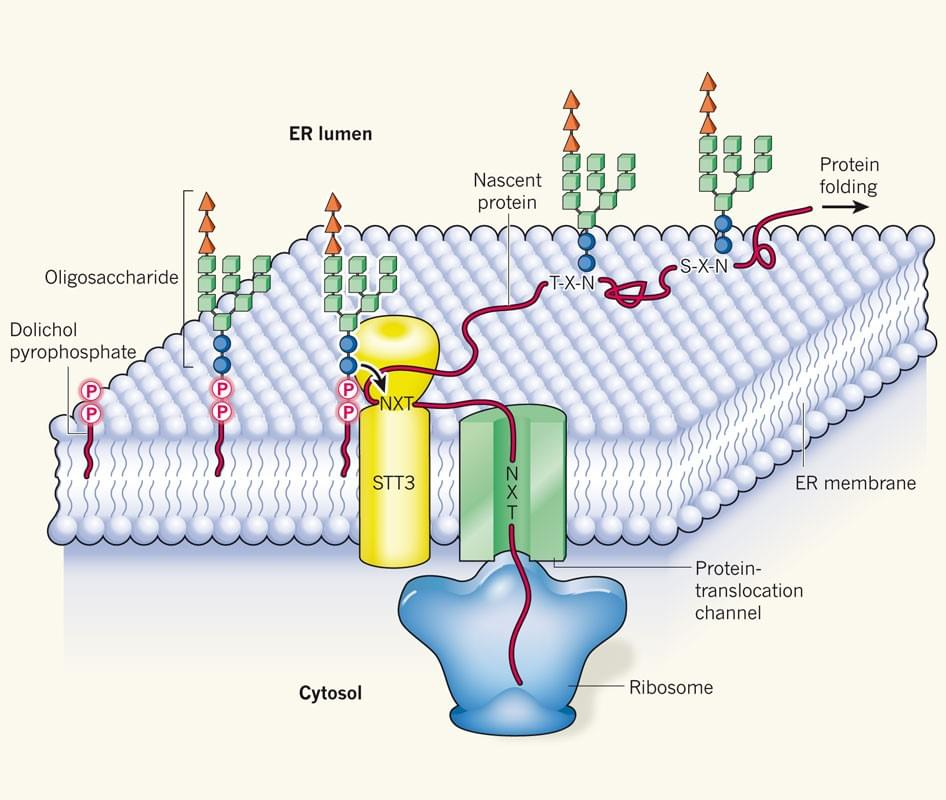 ER lumen
Protein
folding
Nascent
protein
T-X-N
S-X-N
Oligosaccharide
Dolichol
pyrophosphate
P
P
P
P
P
P
NXT
STT3
N
X
T
ER membrane
Protein-
translocation
channel
Ribosome
Cytosol